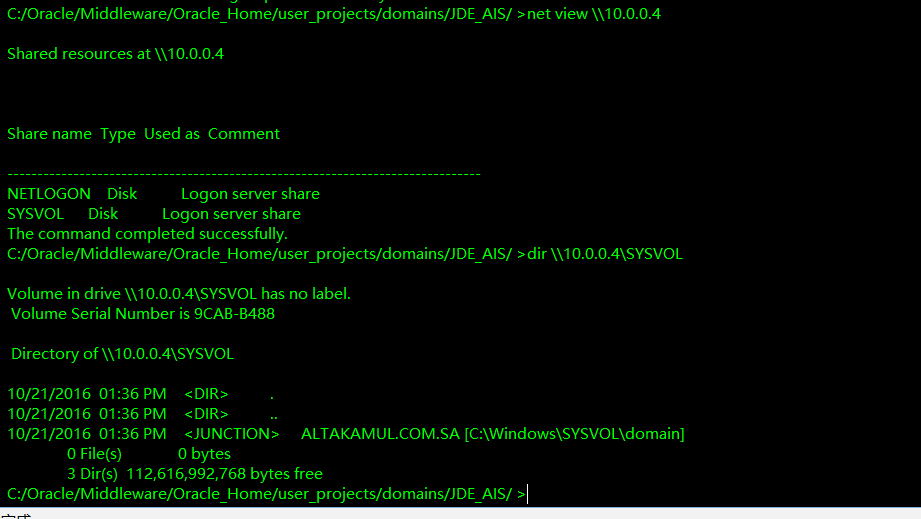 C:/Oracle/Middleware/Oracle_Home/user_projects/domains/JDE_AIS/ >net view \\10.0.0.4
Shared resources at \\10.0.0.4
Share name  Type  Used as  Comment
-------------------------------------------------------------------------------
NETLOGON    Disk           Logon server share
SYSVOL      Disk           Logon server share
The command completed successfully.
C:/Oracle/Middleware/Oracle_Home/user_projects/domains/JDE_AIS/ >dir \\10.0.0.4\SYSVOL
Volume in drive \\10.0.0.4\SYSVOL has no label.
Volume Serial Number is 9CAB-B488
Directory of \\10.0.0.4\SYSVOL
10/21/2016  01:36 PM    <DIR>          .
10/21/2016  01:36 PM    <DIR>          ..
10/21/2016  01:36 PM    <JUNCTION>     ALTAKAMUL.COM.SA [C:\Windows\SYSVOL\domain]
0 File(s)              0 bytes
3 Dir(s)  112,616,992,768 bytes free
C:/Oracle/Middleware/Oracle_Home/user_projects/domains/JDE_AIS/ >